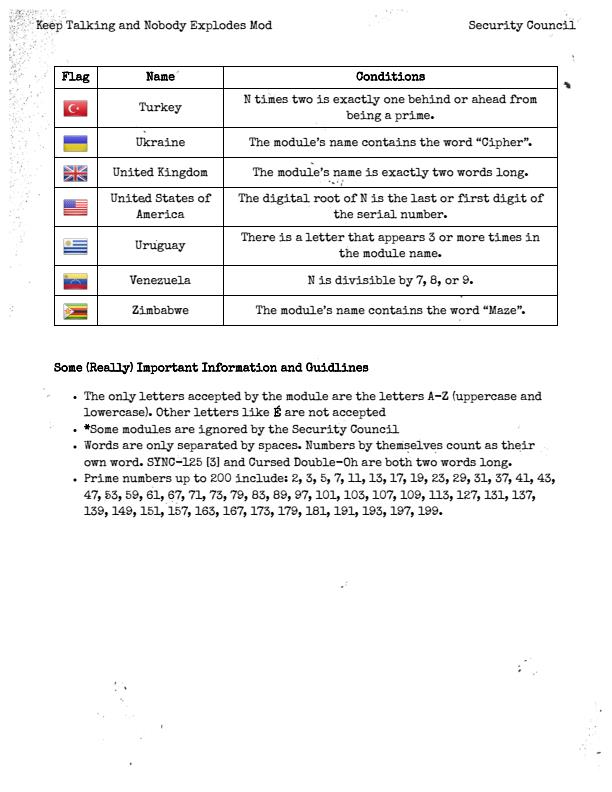 Keep Talking and Nobody Explodes Mod Security Council
Flag Name Conditions
Turkey N times two is exactly one behind or ahead from
being a prime.
Ukraine The module's name contains the word “Cipher”.
United Kingdom The module's name is exactly two words long.
United States of
America The digital root of N is the last or first digit of
the serial number.
Uruguay There is a letter that appears 3 or more times in
the module name.
Venezuela N is divisible by 7, 8, or 9.
Zimbabwe The module's name contains the word “Maze”.
Some (Really) Important Information and Guidlines
• The only letters accepted by the module are the letters A-Z (uppercase and
lowercase). Other letters like É are not accepted
• *Some modules are ignored by the Security Council
• Words are only separated by spaces. Numbers by themselves count as their
own word. SYNC-125 [3] and Cursed Double-Oh are both two words long.
• Prime numbers up to 200 include: 2, 3, 5, 7, 11, 13, 17, 19, 23, 29, 31, 37, 41, 43,
47, 53, 59, 61, 67, 71, 73, 79, 83, 89, 97, 101, 103, 107, 109, 113, 127, 131, 137,
139, 149, 151, 157, 163, 167, 173, 179, 181, 191, 193, 197, 199.